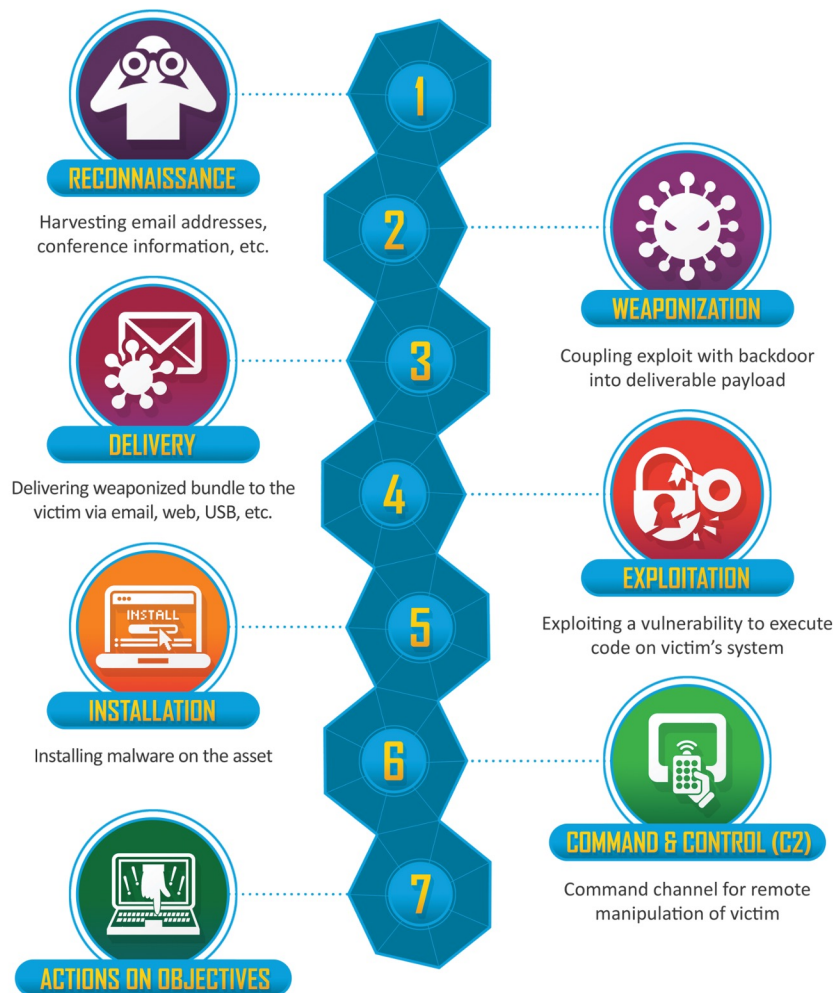 1
RECONNAISSANCE
Harvesting email addresses,
conference information, etc.
2
WEAPONIZATION
Coupling exploit with backdoor
into deliverable payload
3
DELIVERY
Delivering weaponized bundle to the
victim via email, web, USB, etc.
4
EXPLOITATION
Exploiting a vulnerability to execute
code on victim’s system
5
INSTALL
INSTALLATION
Installing malware on the asset
6
COMMAND & CONTROL (C2)
Command channel for remote
manipulation of victim
7
ACTIONS ON OBJECTIVES